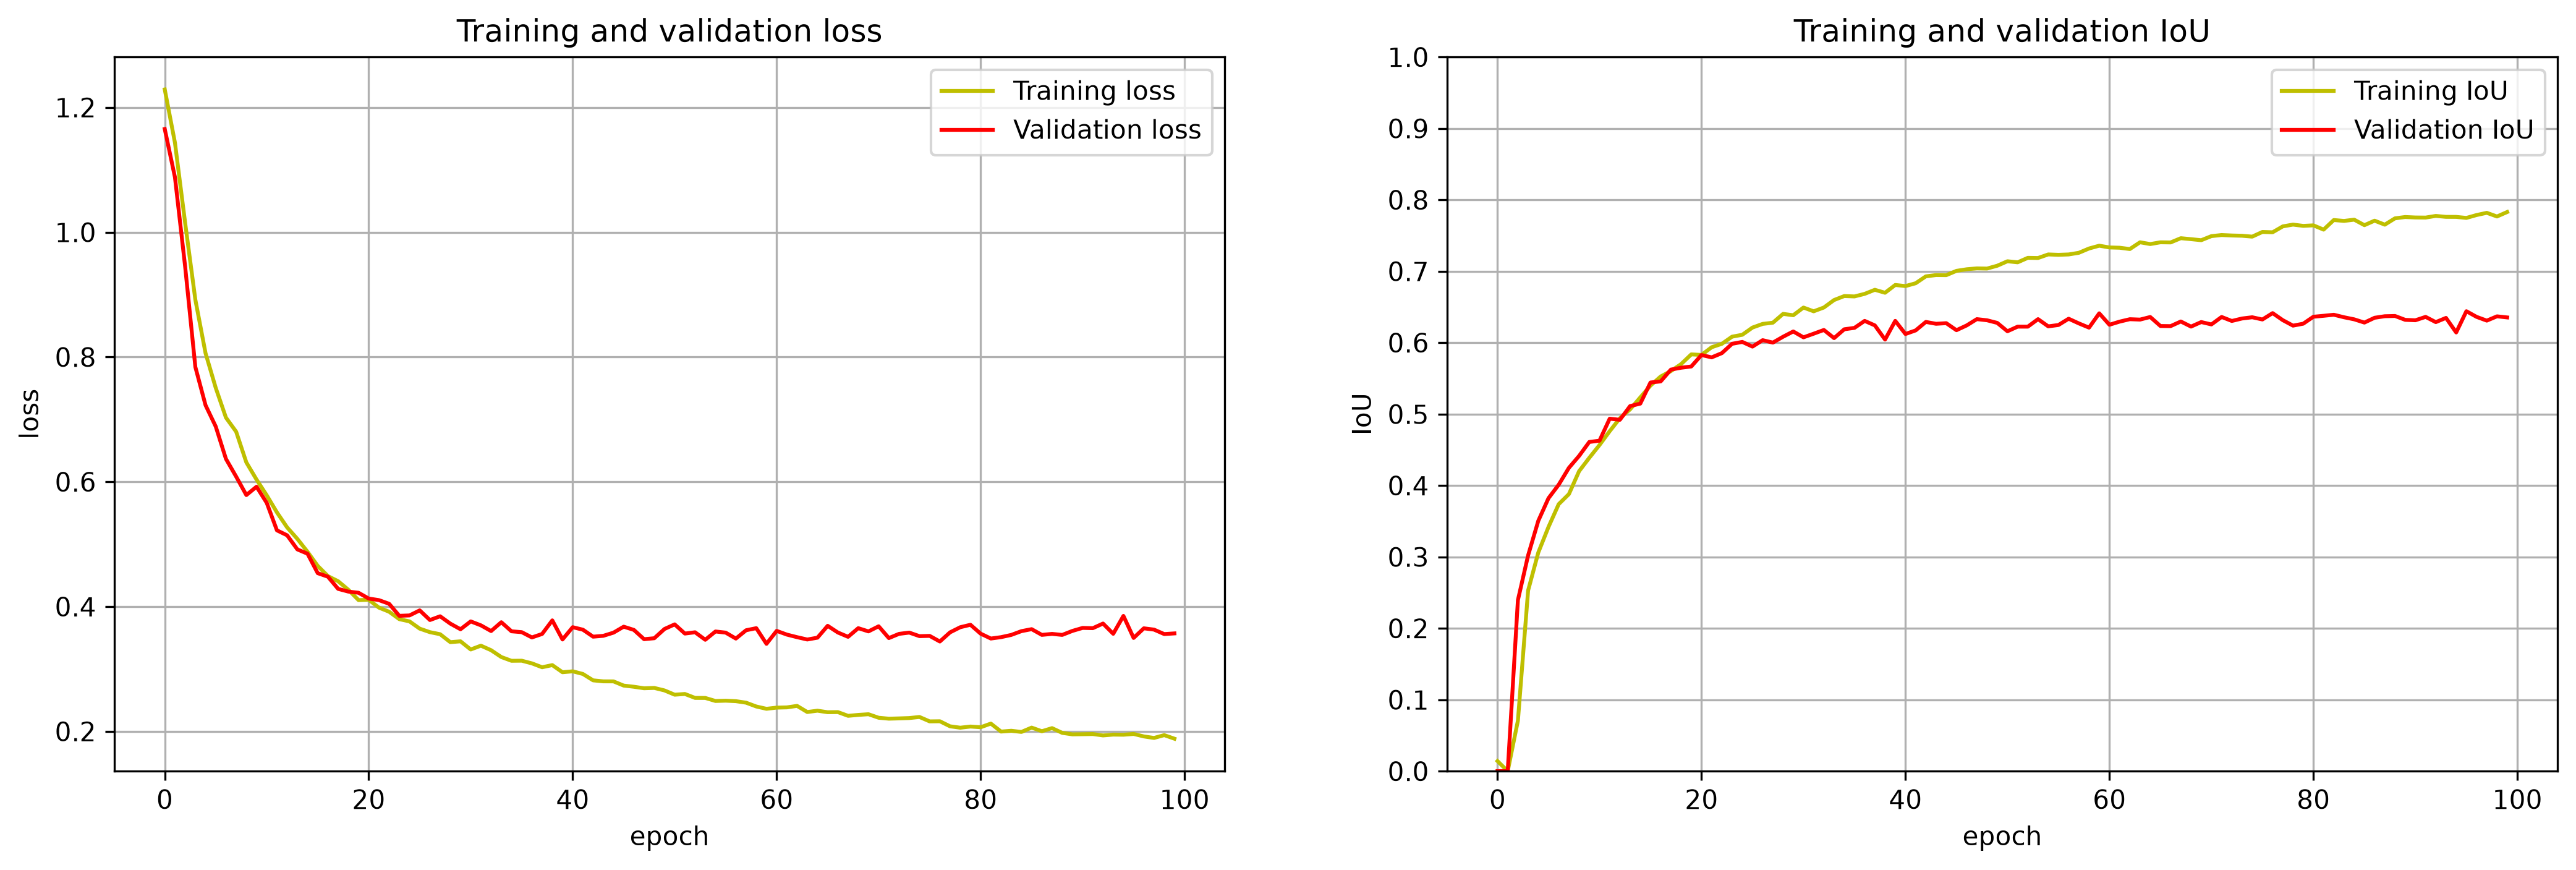 Training and validation loss
Training loss
Validation loss
1.2
1.0
0.8
0.6
0.4
0.2
loss
0
20
40
60
80
100
epoch
Training and validation IoU
Training IoU
Validation IoU
1.0
0.9
0.8
0.7
0.6
0.5
0.4
0.3
0.2
0.1
0.0
IoU
0
20
40
60
80
100
epoch